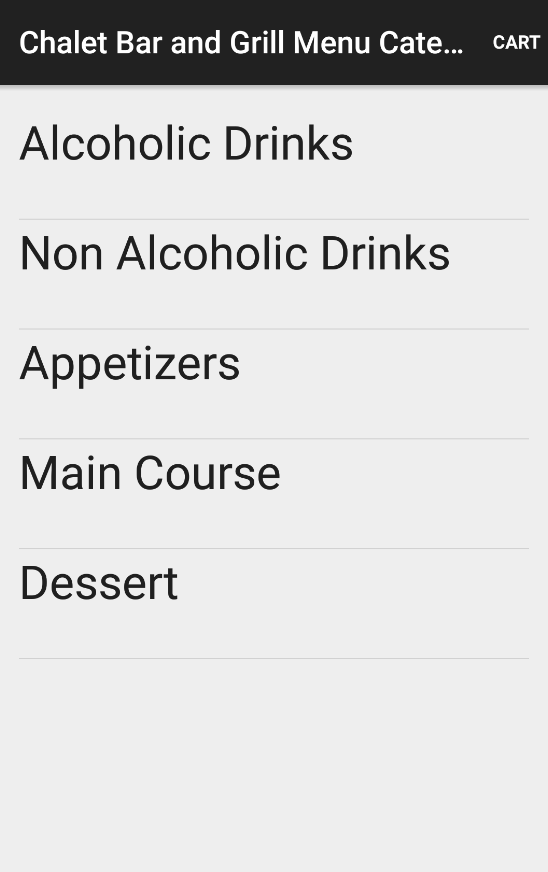 Chalet Bar and Grill Menu Cate...
CART
Alcoholic Drinks
Non Alcoholic Drinks
Appetizers
Main Course
Dessert